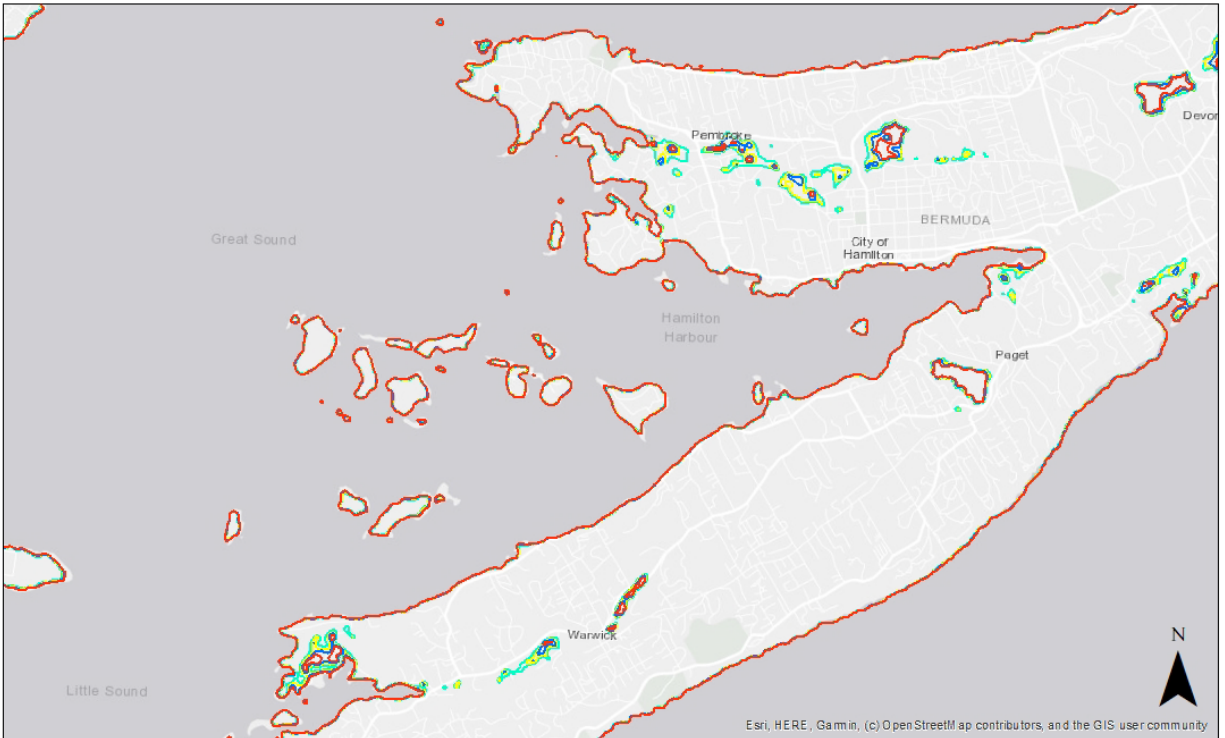 Pembroke
Devon
BERMUDA
Great Sound
City of
Hamilton
Hamilton
Harbour
Paget
Warwick
N
Little Sound
Esri, HERE, Garmin, (c) OpenStreetMap contributors, and the GIS user community